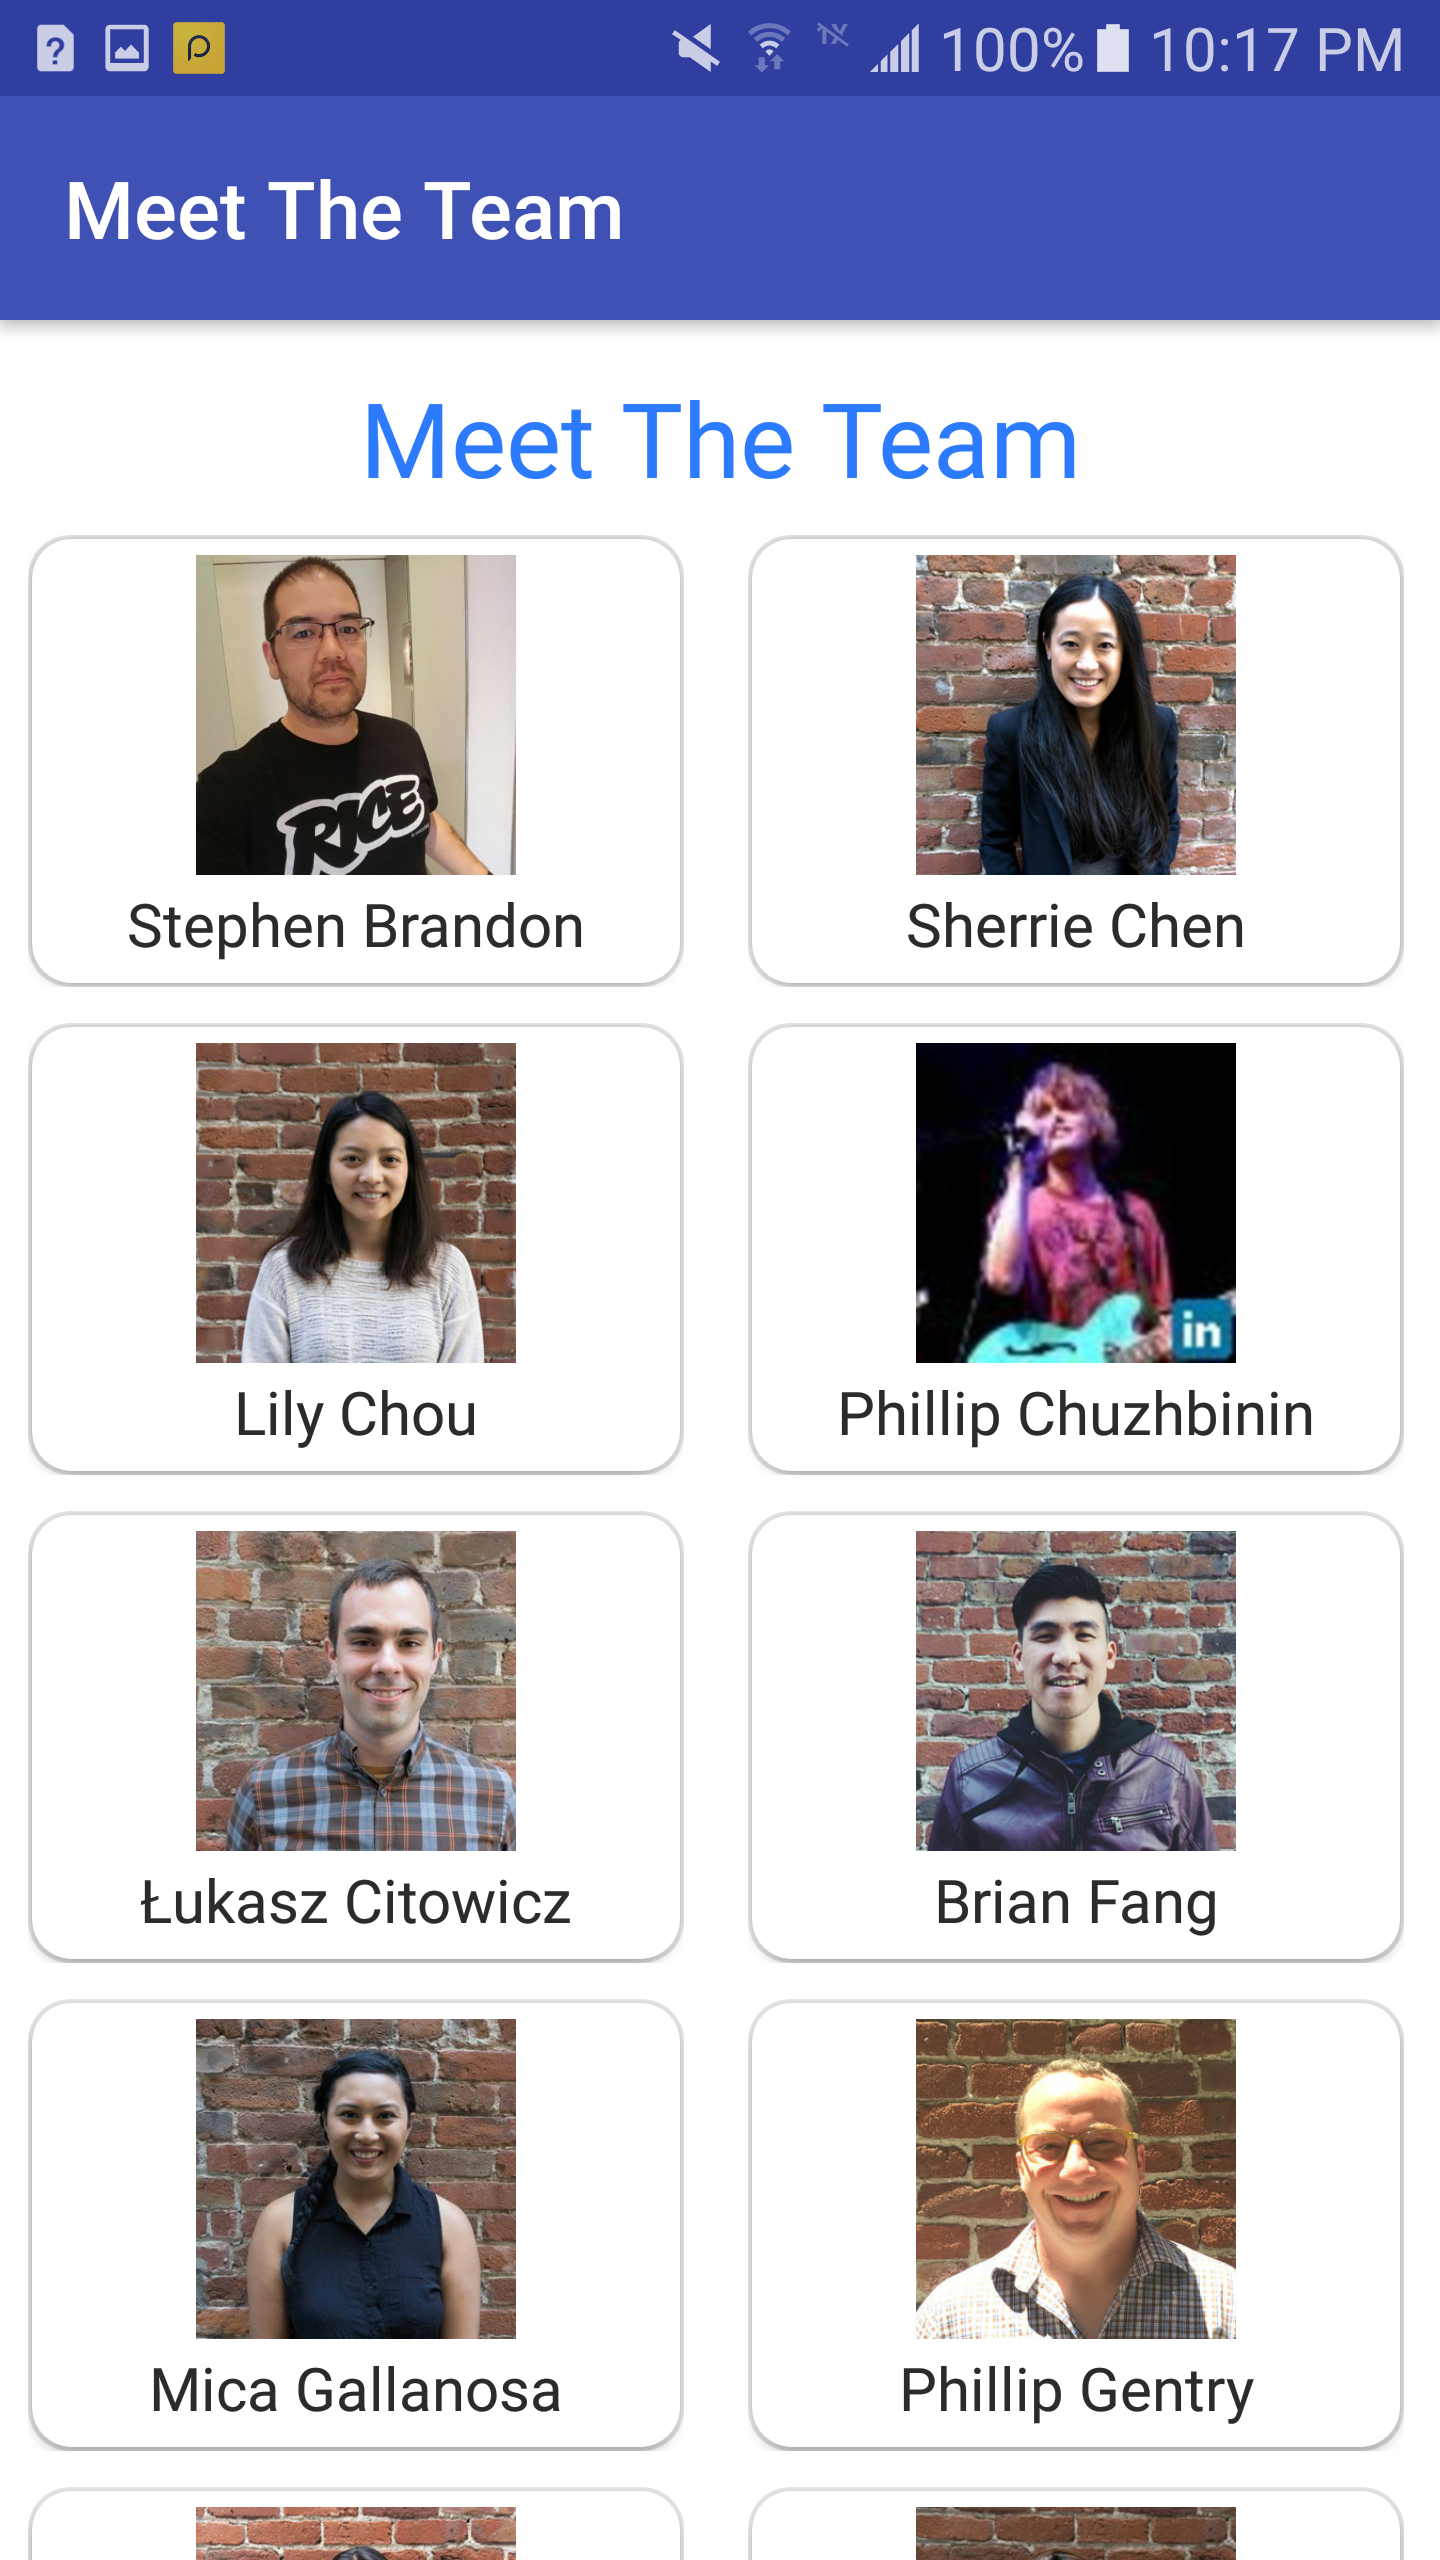 100% 10:17 PM
Meet The Team
Meet The Team
RICE
Stephen Brandon
Sherrie Chen
in
Lily Chou
Phillip Chuzhbinin
Łukasz Citowicz
Brian Fang
Mica Gallanosa
Phillip Gentry